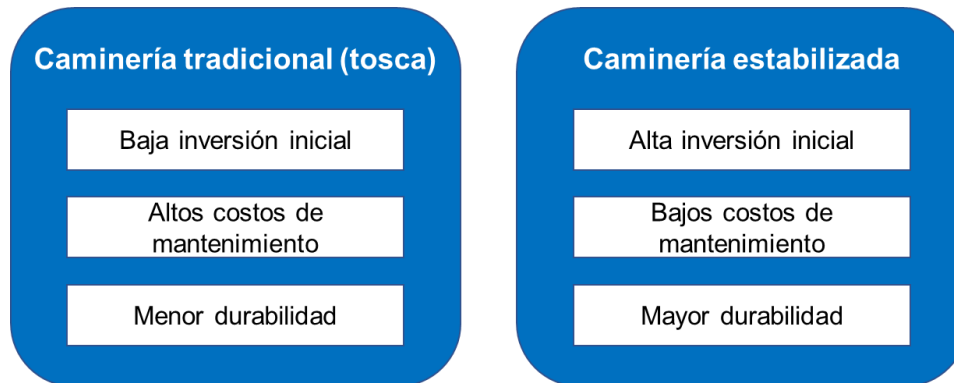 Caminería tradicional (tosca)
Baja inversión inicial
Altos costos de
mantenimiento
Menor durabilidad
Caminería estabilizada
Alta inversión inicial
Bajos costos de
mantenimiento
Mayor durabilidad